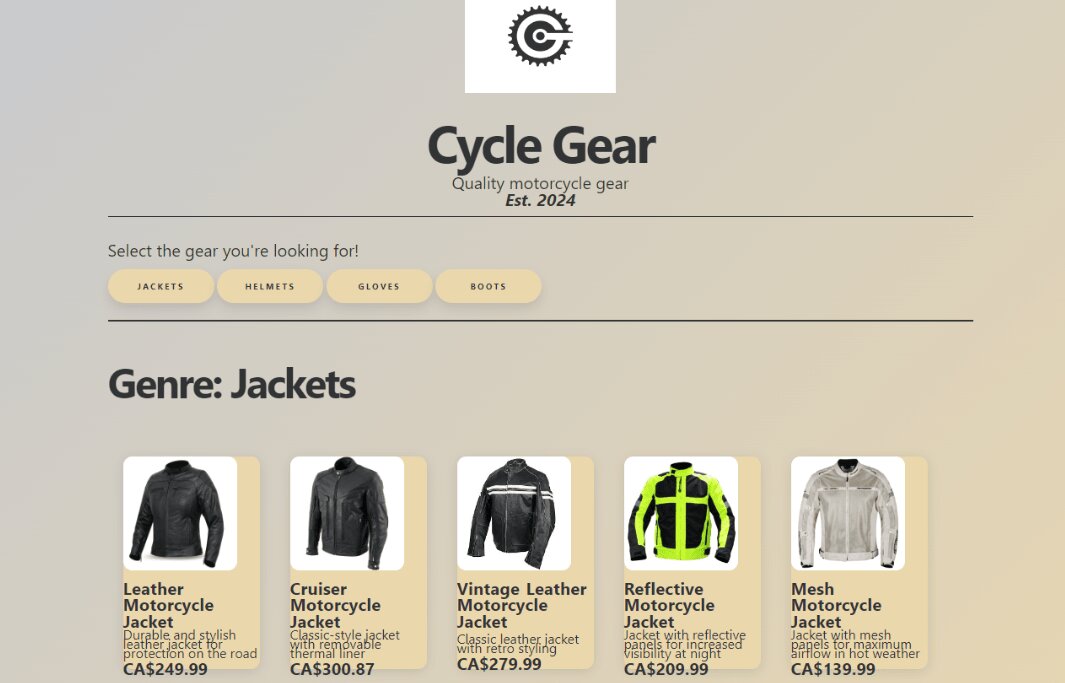 Cycle Gear
Quality motorcycle gear
Est. 2024
Select the gear you're looking for!
JACKETS HELMETS GLOVES BOOTS
Genre: Jackets
Leather
Motorcycle
Jacket
Durable and stylish
leather jacket for
protection on the road
CA$249.99
Cruiser
Motorcycle
Jacket
Classic-style jacket
with removable
thermal liner
CA$300.87
Vintage Leather
Motorcycle
Jacket
Classic leather jacket
with retro styling
CA$279.99
Reflective
Motorcycle
Jacket
Jacket with reflective
panels for increased
visibility at night
CA$209.99
Mesh
Motorcycle
Jacket
Jacket with mesh
panels for maximum
airflow in hot weather
CA$139.99